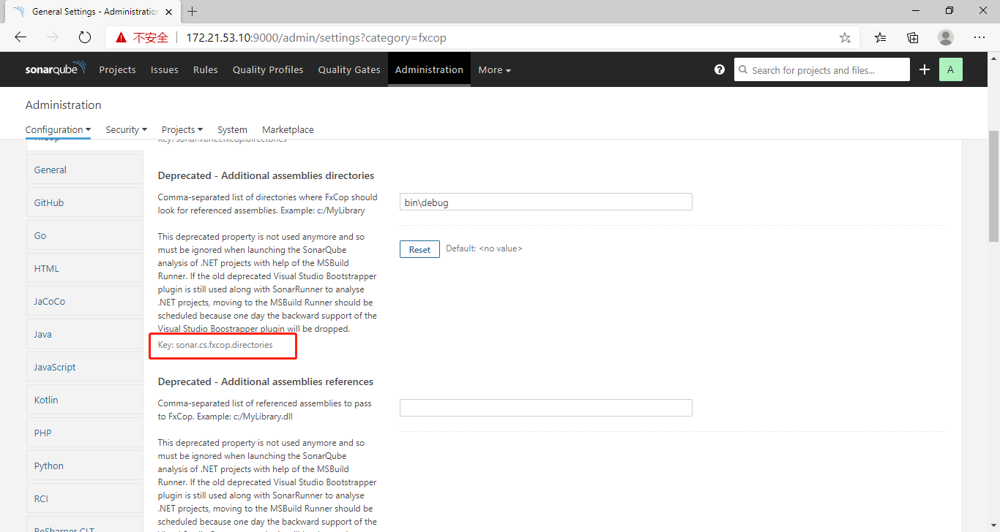 General Settings - Administration
不安全
172.21.53.10:9000/admin/settings?category=fxcop
sonarqube
Projects
Issues
Rules
Quality Profiles
Quality Gates
Administration
More
Search for projects and files...
A
Administration
Configuration
Security
Projects
System
Marketplace
FxCop
General
GitHub
Go
HTML
JaCoCo
Java
JavaScript
Kotlin
PHP
Python
RCI
ReSharper CLT
Key: sonar.vbnet.fxcop.directories
Deprecated - Additional assemblies directories
Comma-separated list of directories where FxCop should
look for referenced assemblies. Example: c:/MyLibrary
This deprecated property is not used anymore and so
must be ignored when launching the SonarQube
analysis of .NET projects with help of the MSBuild
Runner. If the old deprecated Visual Studio Bootstrapper
plugin is still used along with SonarRunner to analyse
.NET projects, moving to the MSBuild Runner should be
scheduled because one day the backward support of the
Visual Studio Boostrapper plugin will be dropped.
Key: sonar.cs.fxcop.directories
bin\debug
Reset
Default: <no value>
Deprecated - Additional assemblies references
Comma-separated list of referenced assemblies to pass
to FxCop. Example: c:/MyLibrary.dll
This deprecated property is not used anymore and so
must be ignored when launching the SonarQube
analysis of .NET projects with help of the MSBuild
Runner. If the old deprecated Visual Studio Bootstrapper
plugin is still used along with SonarRunner to analyse
.NET projects, moving to the MSBuild Runner should be
scheduled because one day the backward support of the